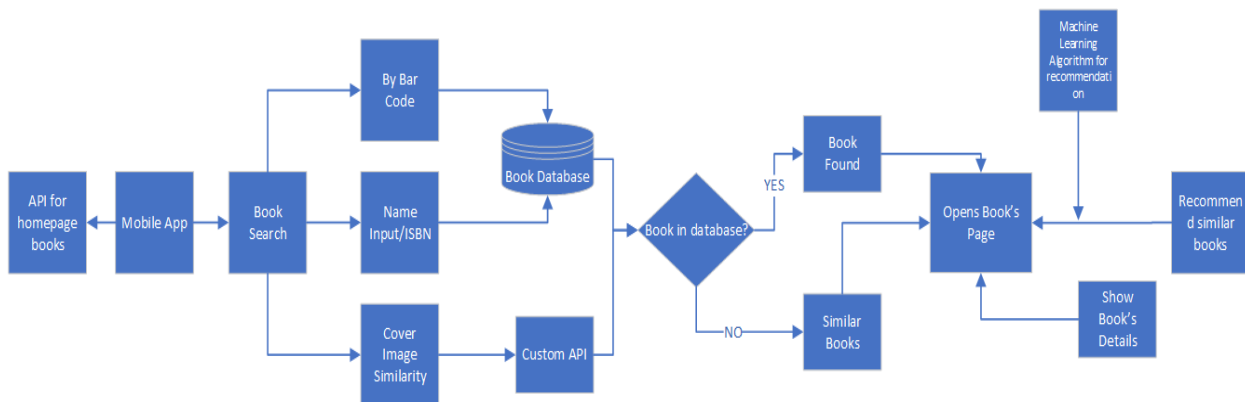 API for
homepage
books
Mobile App
Book
Search
By Bar
Code
Name
Input/ISBN
Cover
Image
Similarity
Book Database
Custom API
Book in database?
YES
NO
Book
Found
Similar
Books
Opens Book's
Page
Machine
Learning
Algorithm for
recommendati
on
Recommen
d similar
books
Show
Book's
Details